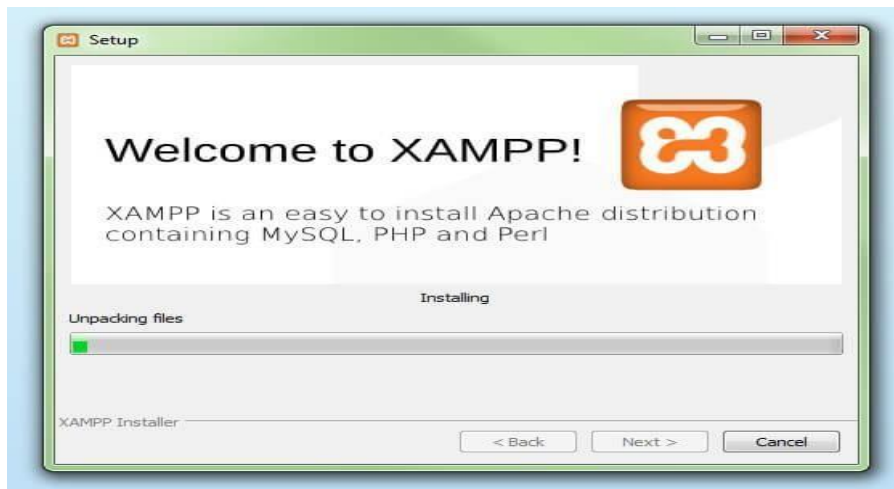 Setup
Welcome to XAMPP!
XAMPP is an easy to install Apache distribution
containing MySQL, PHP and Perl
Installing
Unpacking files
XAMPP Installer
< Back Next > Cancel